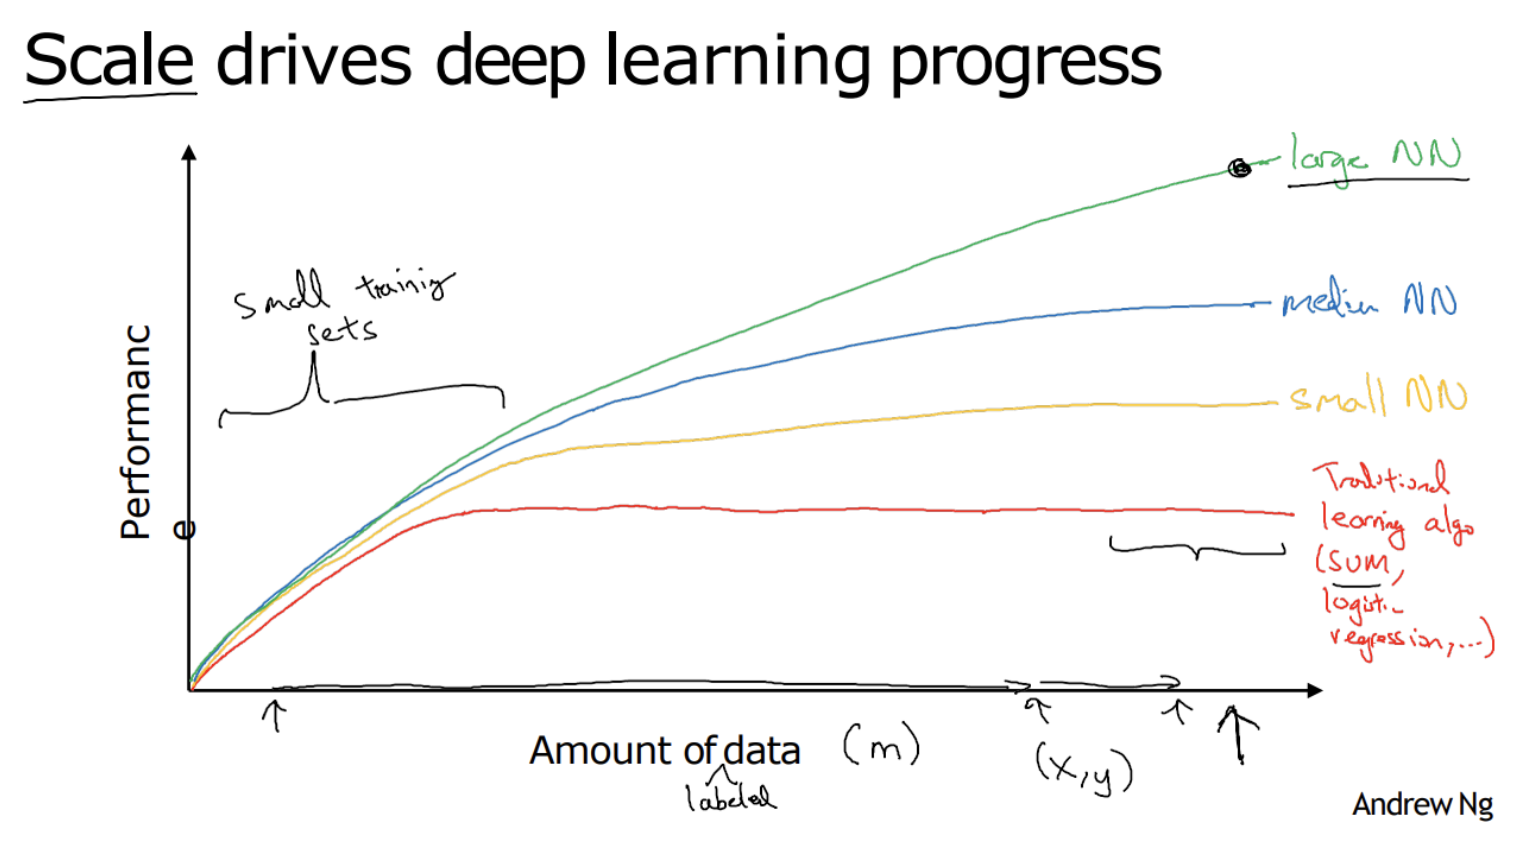 Scale drives deep learning progress
large NN
small training
sets
medium NN
small NN
Traditional
learning algo
(SVM,
logistic
regression,...)
Performanc
e
Amount of data (m)
labeled
(x,y)
Andrew Ng